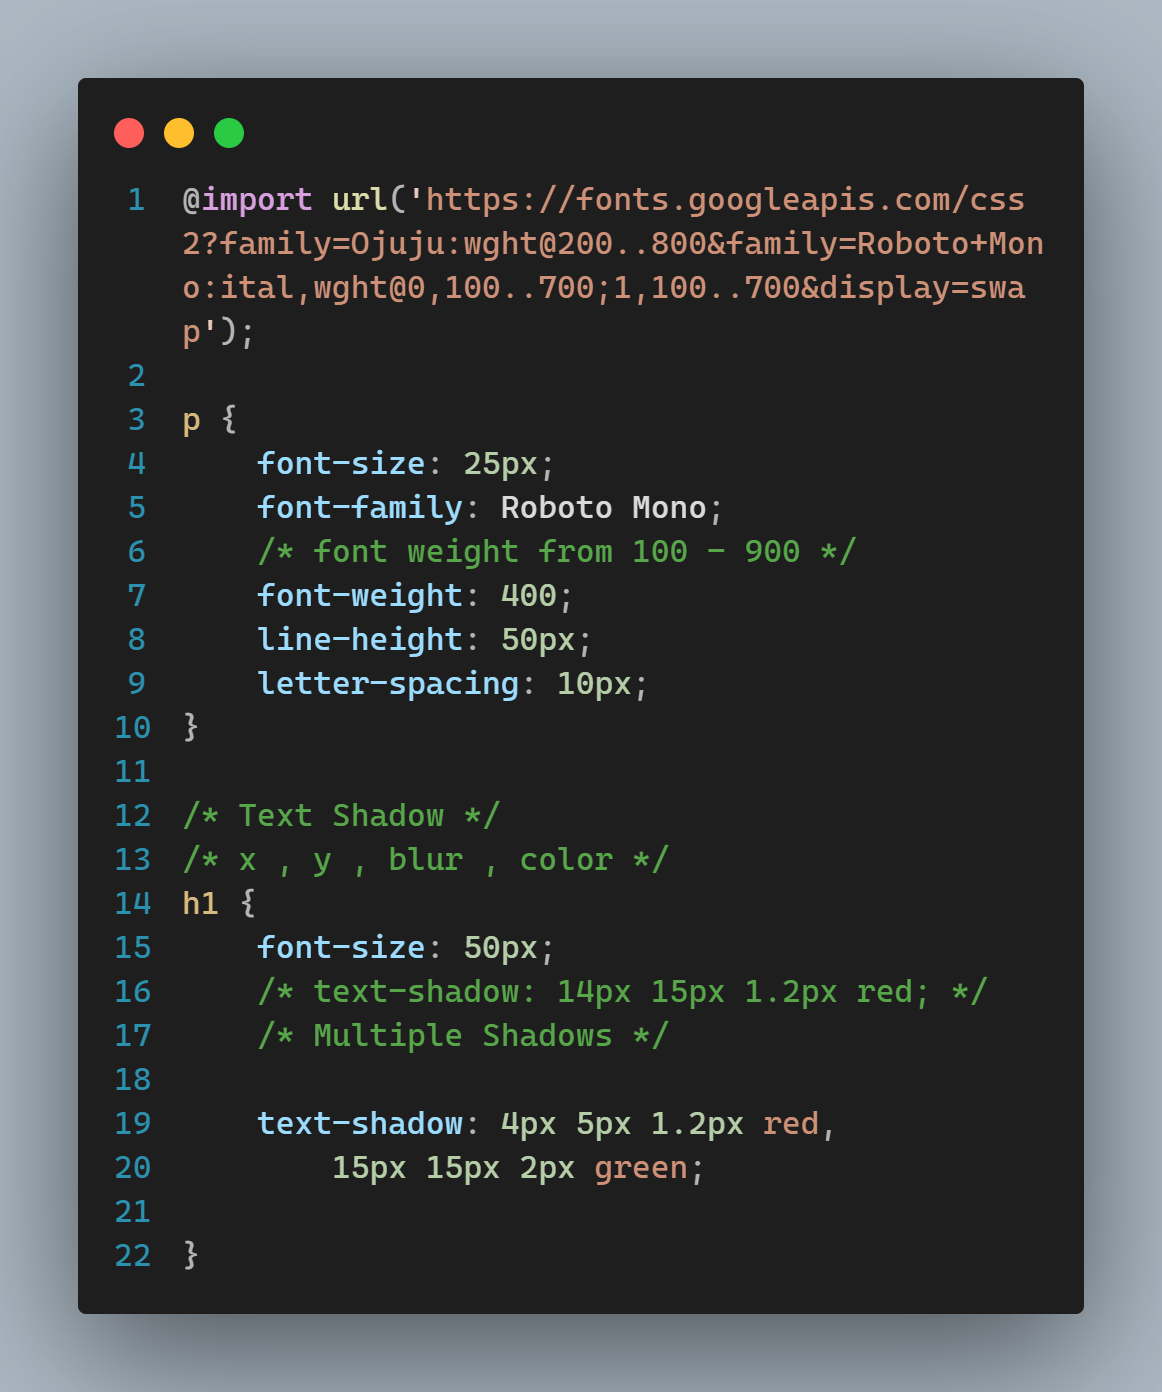 1 @import url('https://fonts.googleapis.com/css
2?family=Ojuju:wght@200..800&family=Roboto+Mon
o:ital,wght@0,100..700;1,100..700&display=swa
p');
2
3 p {
4     font-size: 25px;
5     font-family: Roboto Mono;
6     /* font weight from 100 - 900 */
7     font-weight: 400;
8     line-height: 50px;
9     letter-spacing: 10px;
10 }
11
12 /* Text Shadow */
13 /* x , y , blur , color */
14 h1 {
15     font-size: 50px;
16     /* text-shadow: 14px 15px 1.2px red; */
17     /* Multiple Shadows */
18
19     text-shadow: 4px 5px 1.2px red,
20         15px 15px 2px green;
21
22 }